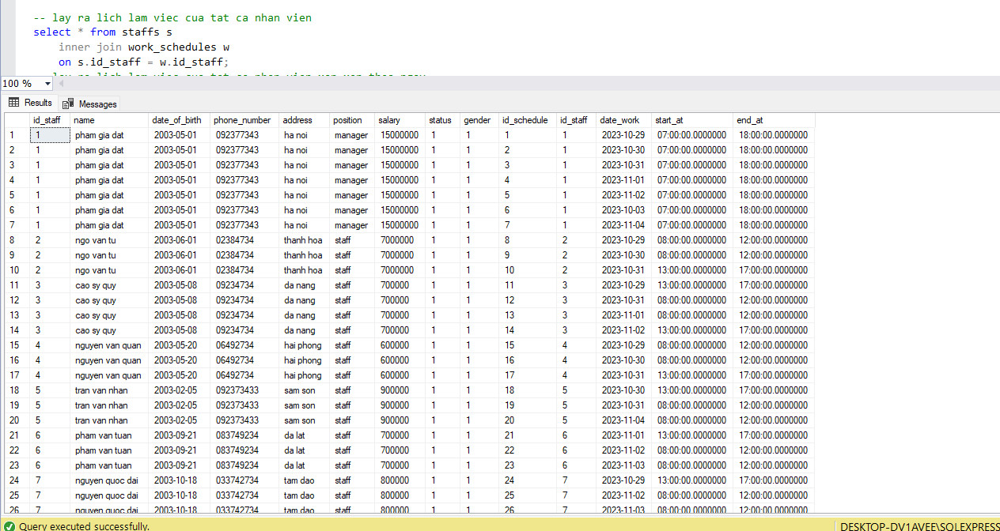 -- lay ra lich lam viec cua tat ca nhan vien
select * from staffs s
inner join work_schedules w
on s.id_staff = w.id_staff;
100 %
Results Messages
id_staff name date_of_birth phone_number address position salary status gender id_schedule id_staff date_work start_at end_at
1 1 pham gia dat 2003-05-01 092377343 ha noi manager 15000000 1 1 1 1 2023-10-29 07:00:00.0000000 18:00:00.0000000
2 1 pham gia dat 2003-05-01 092377343 ha noi manager 15000000 1 1 2 1 2023-10-30 07:00:00.0000000 18:00:00.0000000
3 1 pham gia dat 2003-05-01 092377343 ha noi manager 15000000 1 1 3 1 2023-10-31 07:00:00.0000000 18:00:00.0000000
4 1 pham gia dat 2003-05-01 092377343 ha noi manager 15000000 1 1 4 1 2023-11-01 07:00:00.0000000 18:00:00.0000000
5 1 pham gia dat 2003-05-01 092377343 ha noi manager 15000000 1 1 5 1 2023-11-02 07:00:00.0000000 18:00:00.0000000
6 1 pham gia dat 2003-05-01 092377343 ha noi manager 15000000 1 1 6 1 2023-10-03 07:00:00.0000000 18:00:00.0000000
7 1 pham gia dat 2003-05-01 092377343 ha noi manager 15000000 1 1 7 1 2023-11-04 07:00:00.0000000 18:00:00.0000000
8 2 ngo van tu 2003-06-01 02384734 thanh hoa staff 7000000 1 1 8 2 2023-10-29 08:00:00.0000000 12:00:00.0000000
9 2 ngo van tu 2003-06-01 02384734 thanh hoa staff 7000000 1 1 9 2 2023-10-30 08:00:00.0000000 12:00:00.0000000
10 2 ngo van tu 2003-06-01 02384734 thanh hoa staff 7000000 1 1 10 2 2023-10-31 13:00:00.0000000 17:00:00.0000000
11 3 cao sy quy 2003-05-08 09234734 da nang staff 700000 1 1 11 3 2023-10-29 13:00:00.0000000 17:00:00.0000000
12 3 cao sy quy 2003-05-08 09234734 da nang staff 700000 1 1 12 3 2023-10-31 08:00:00.0000000 12:00:00.0000000
13 3 cao sy quy 2003-05-08 09234734 da nang staff 700000 1 1 13 3 2023-11-01 08:00:00.0000000 12:00:00.0000000
14 3 cao sy quy 2003-05-08 09234734 da nang staff 700000 1 1 14 3 2023-11-02 13:00:00.0000000 17:00:00.0000000
15 4 nguyen van quan 2003-05-20 06492734 hai phong staff 600000 1 1 15 4 2023-10-29 08:00:00.0000000 12:00:00.0000000
16 4 nguyen van quan 2003-05-20 06492734 hai phong staff 600000 1 1 16 4 2023-10-30 08:00:00.0000000 12:00:00.0000000
17 4 nguyen van quan 2003-05-20 06492734 hai phong staff 600000 1 1 17 4 2023-10-31 13:00:00.0000000 17:00:00.0000000
18 5 tran van nhan 2003-02-05 092373433 sam son staff 900000 1 1 18 5 2023-10-30 13:00:00.0000000 17:00:00.0000000
19 5 tran van nhan 2003-02-05 092373433 sam son staff 900000 1 1 19 5 2023-10-31 08:00:00.0000000 12:00:00.0000000
20 5 tran van nhan 2003-02-05 092373433 sam son staff 900000 1 1 20 5 2023-11-04 08:00:00.0000000 12:00:00.0000000
21 6 pham van tuan 2003-09-21 083749234 da lat staff 700000 1 1 21 6 2023-11-01 13:00:00.0000000 17:00:00.0000000
22 6 pham van tuan 2003-09-21 083749234 da lat staff 700000 1 1 22 6 2023-11-02 08:00:00.0000000 12:00:00.0000000
23 6 pham van tuan 2003-09-21 083749234 da lat staff 700000 1 1 23 6 2023-11-03 08:00:00.0000000 12:00:00.0000000
24 7 nguyen quoc dai 2003-10-18 033742734 tam dao staff 800000 1 1 24 7 2023-10-29 13:00:00.0000000 17:00:00.0000000
25 7 nguyen quoc dai 2003-10-18 033742734 tam dao staff 800000 1 1 25 7 2023-11-02 08:00:00.0000000 12:00:00.0000000
26 7 nguyen quoc dai 2003-10-18 033742734 tam dao staff 800000 1 1 26 7 2023-11-03 08:00:00.0000000 12:00:00.0000000
Query executed successfully. DESKTOP-DV1AVEE\SQLEXPRESS